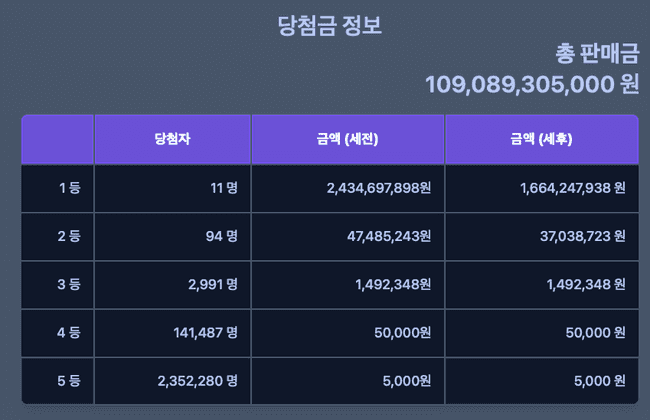 당첨금 정보
총 판매금
109,089,305,000 원
당첨자 금액 (세전) 금액 (세후)
1 등 11 명 2,434,697,898원 1,664,247,938 원
2 등 94 명 47,485,243원 37,038,723 원
3 등 2,991 명 1,492,348원 1,492,348 원
4 등 141,487 명 50,000원 50,000 원
5 등 2,352,280 명 5,000원 5,000 원